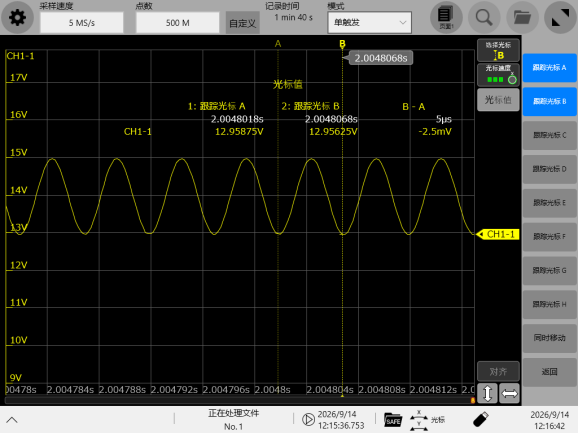 采样速度
5 MS/s
点数
500 M
自定义
记录时间
1 min 40 s
模式
单触发
页面1
CH1-1
A
B
2.0048068s
光标值
1: 跟踪光标 A
2: 跟踪光标 B
B - A
2.0048018s
2.0048068s
5μs
CH1-1
12.95875V
12.95625V
-2.5mV
17V
16V
15V
14V
13V
12V
11V
10V
9V
CH1-1
2.004784s
2.004788s
2.004792s
2.004796s
2.0048s
2.004804s
2.004808s
2.004812s
选择光标
B
光标速度
光标值
对齐
跟踪光标 A
跟踪光标 B
跟踪光标 C
跟踪光标 D
跟踪光标 E
跟踪光标 F
跟踪光标 G
跟踪光标 H
同时移动
返回
正在处理文件
No. 1
2026/9/14
12:15:36.753
SAFE
X
Y
光标
2026/9/14
12:16:42